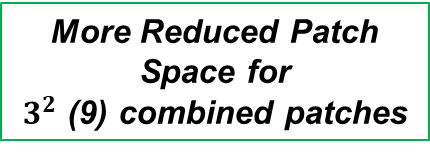 More Reduced Patch
Space for
3² (9) combined patches